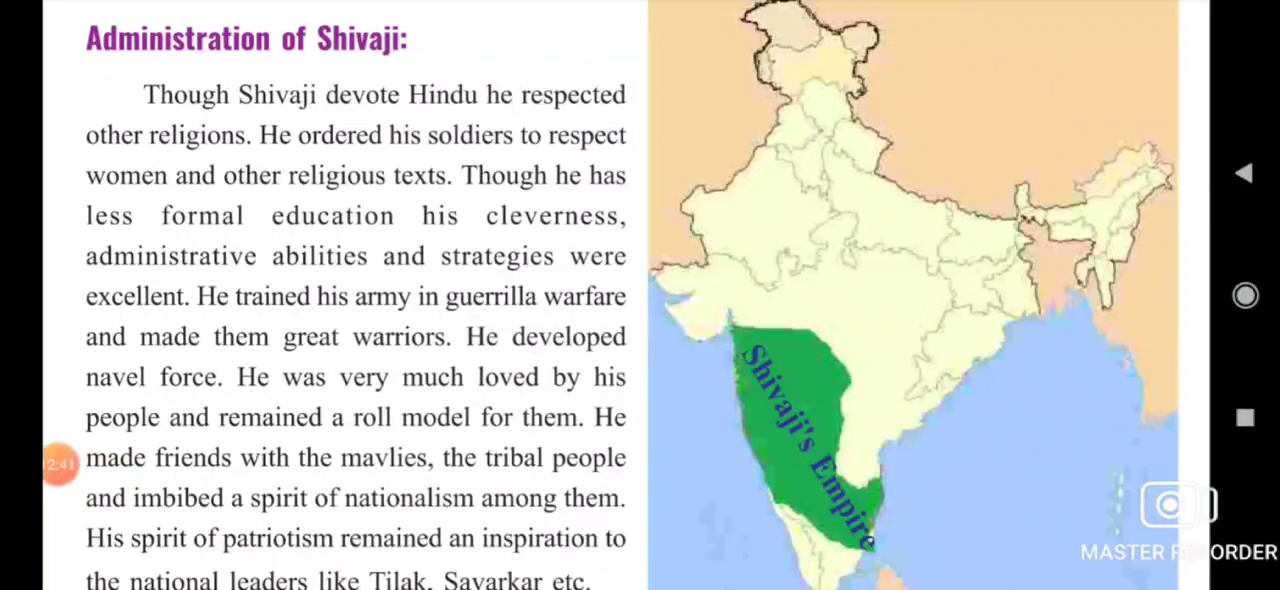 Administration of Shivaji:
Though Shivaji devote Hindu he respected
other religions. He ordered his soldiers to respect
women and other religious texts. Though he has
less formal education his cleverness,
administrative abilities and strategies were
excellent. He trained his army in guerrilla warfare
and made them great warriors. He developed
navel force. He was very much loved by his
people and remained a roll model for them. He
made friends with the mavlies, the tribal people
and imbibed a spirit of nationalism among them.
His spirit of patriotism remained an inspiration to
the national leaders like Tilak, Savarkar etc.
Shivaji's Empire
2:41
MASTER R ORDER